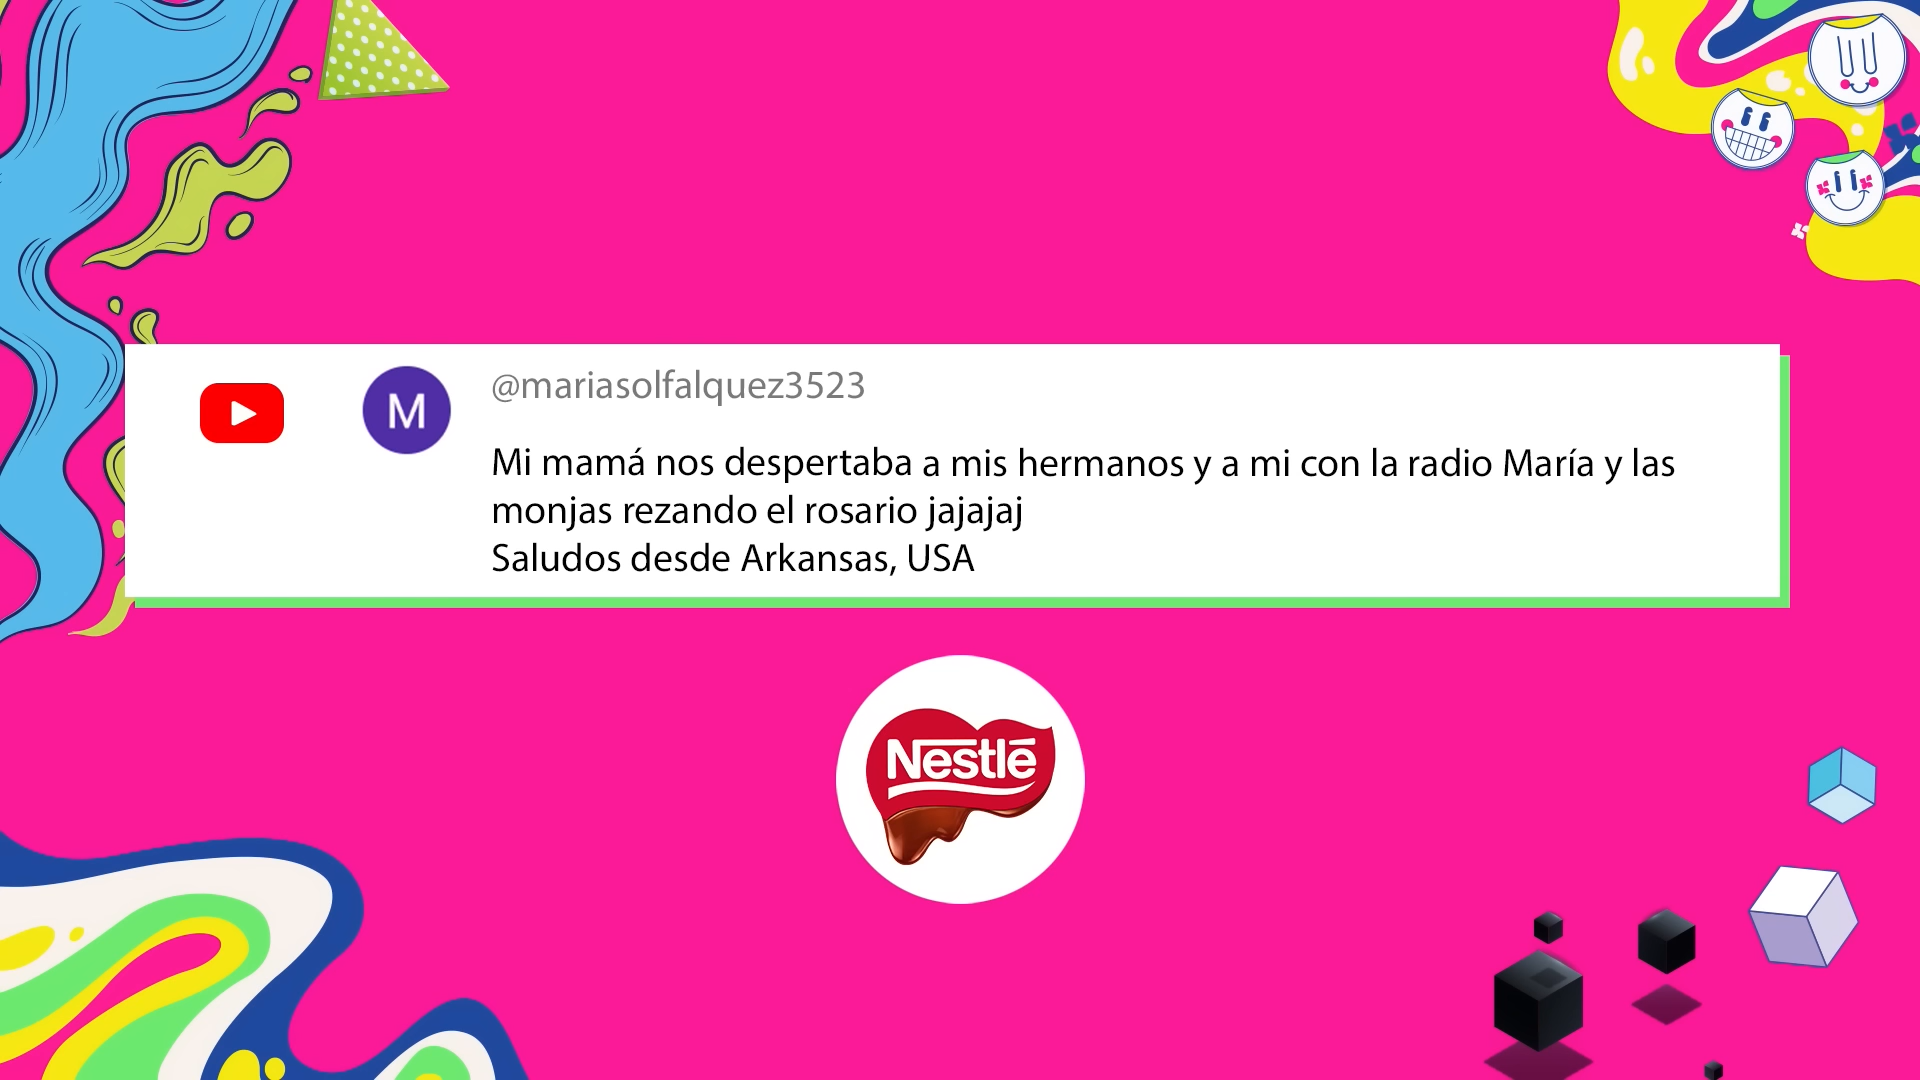 M
@mariasolfalquez3523
Mi mamá nos despertaba a mis hermanos y a mi con la radio María y las
monjas rezando el rosario jajajaj
Saludos desde Arkansas, USA
Nestlé